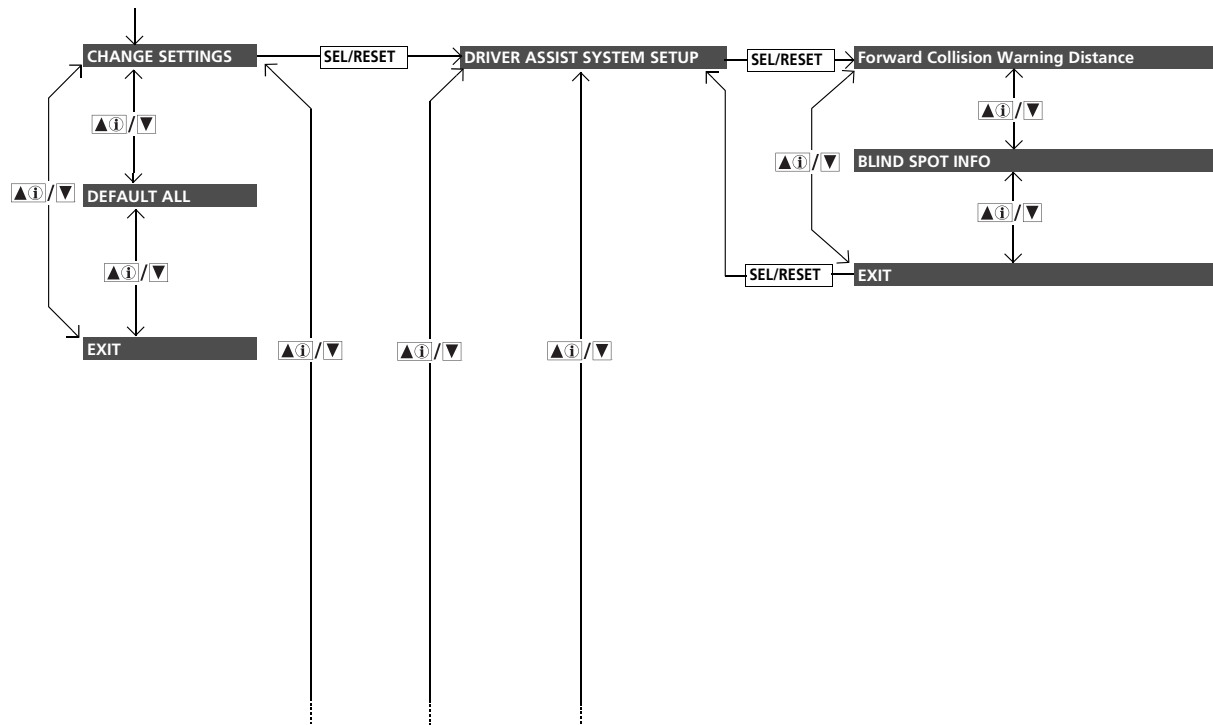 CHANGE SETTINGS
SEL/RESET
DRIVER ASSIST SYSTEM SETUP
SEL/RESET
Forward Collision Warning Distance
▲ⓘ/▼
▲ⓘ/▼
▲ⓘ/▼
BLIND SPOT INFO
▲ⓘ/▼
DEFAULT ALL
▲ⓘ/▼
▲ⓘ/▼
SEL/RESET
EXIT
EXIT
▲ⓘ/▼
▲ⓘ/▼
▲ⓘ/▼